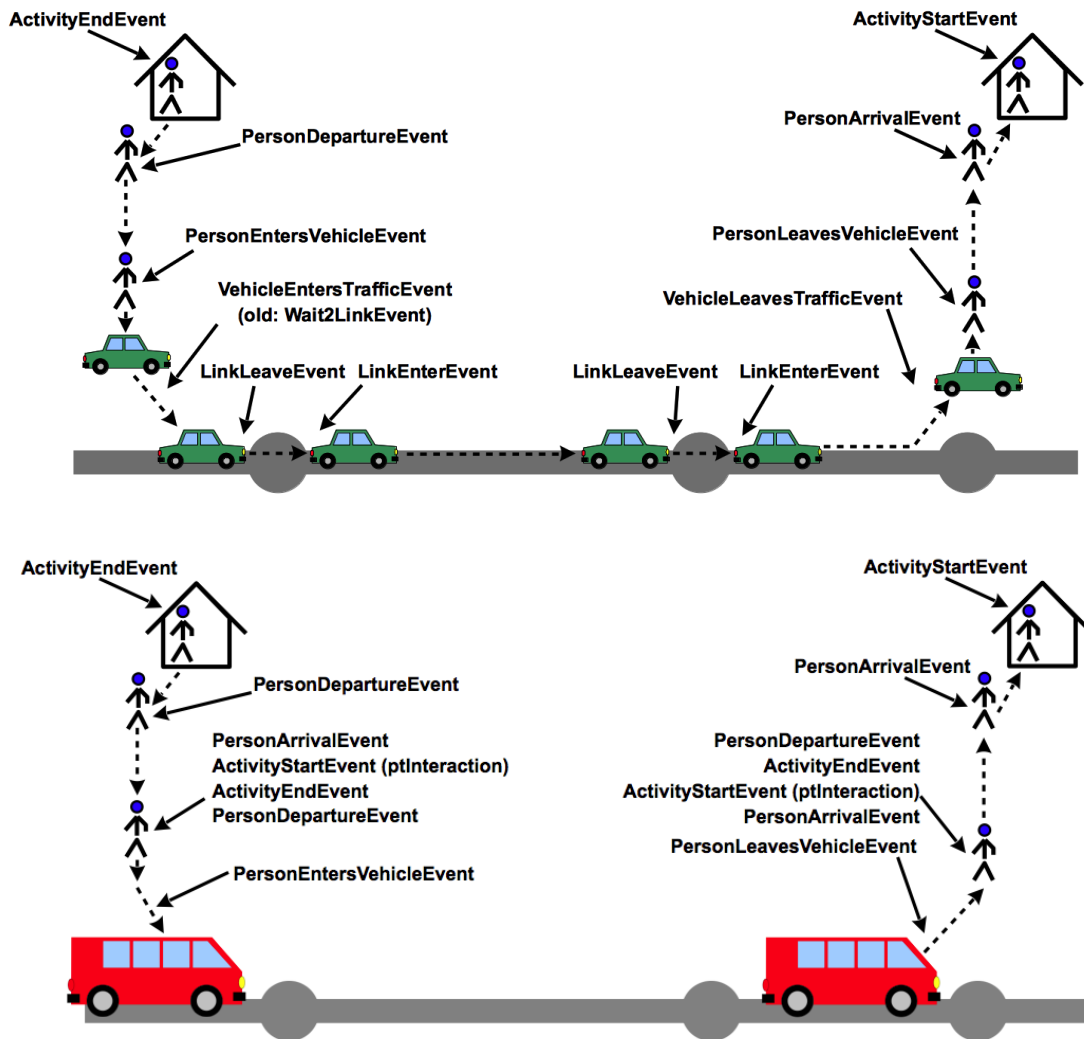 ActivityEndEvent
ActivityStartEvent
PersonDepartureEvent
PersonArrivalEvent
PersonEntersVehicleEvent
PersonLeavesVehicleEvent
VehicleEntersTrafficEvent
(old: Wait2LinkEvent)
VehicleLeavesTrafficEvent
LinkLeaveEvent
LinkEnterEvent
LinkLeaveEvent
LinkEnterEvent
ActivityEndEvent
ActivityStartEvent
PersonDepartureEvent
PersonArrivalEvent
PersonArrivalEvent
ActivityStartEvent (ptInteraction)
ActivityEndEvent
PersonDepartureEvent
PersonDepartureEvent
ActivityEndEvent
ActivityStartEvent (ptInteraction)
PersonArrivalEvent
PersonLeavesVehicleEvent
PersonEntersVehicleEvent